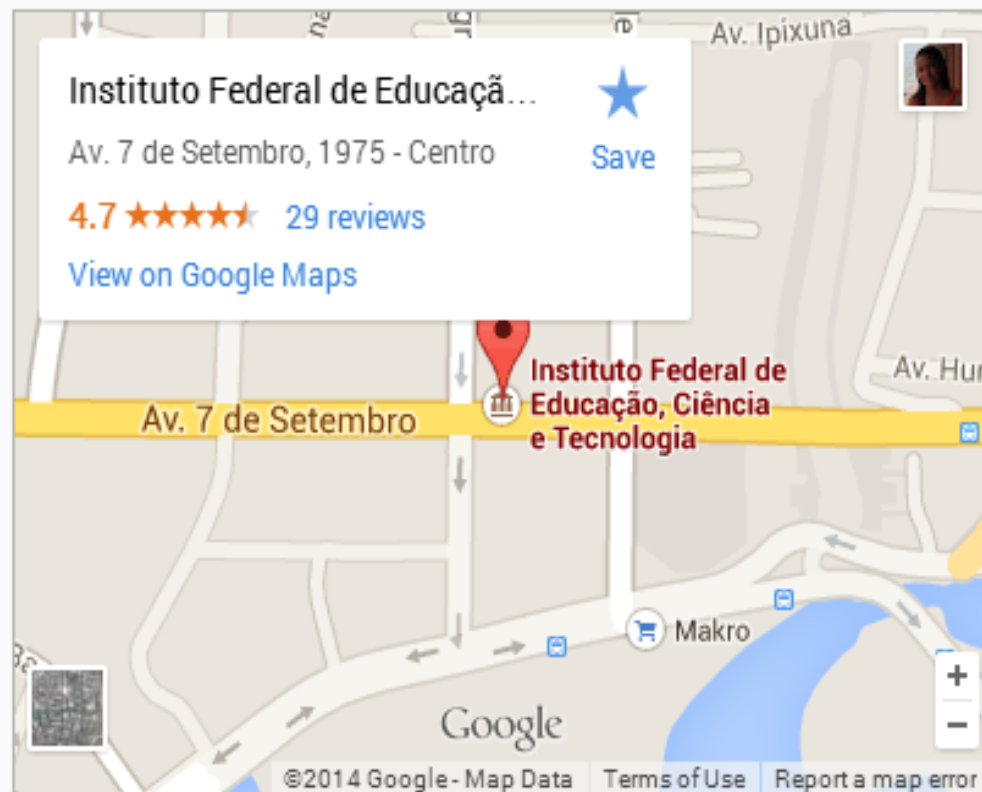 Av. Ipixuna
Instituto Federal de Educaçã...
Av. 7 de Setembro, 1975 - Centro
Save
4.7
29 reviews
View on Google Maps
Instituto Federal de
Educação, Ciência
e Tecnologia
Av. Hum
Av. 7 de Setembro
Makro
Google
+
-
©2014 Google - Map Data
Terms of Use
Report a map error